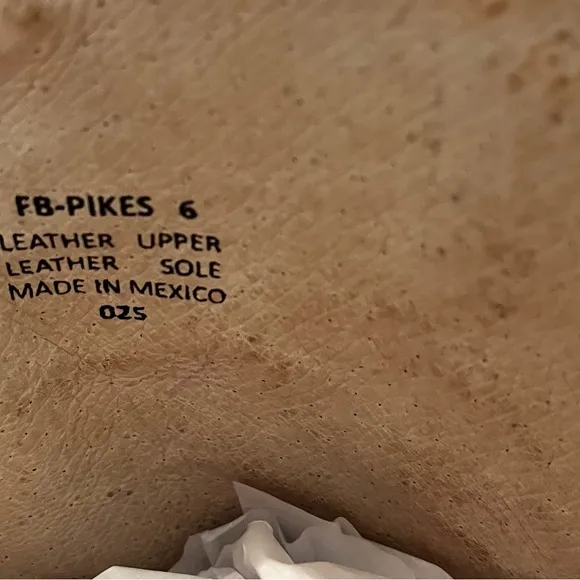 FB-PIKES 6
LEATHER UPPER
LEATHER SOLE
MADE IN MEXICO
025